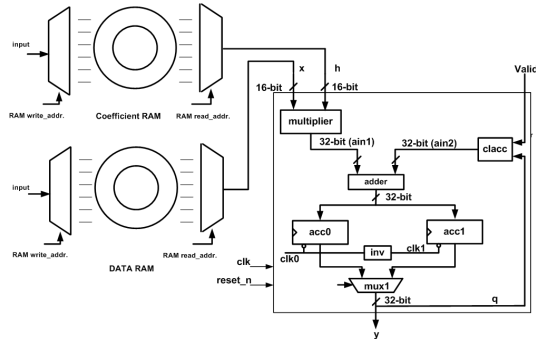 input
RAM write_addr.
Coefficient RAM
RAM read_addr.
x
h
16-bit
16-bit
Valid
multiplier
32-bit (ain1)
32-bit (ain2)
clacc
input
adder
32-bit
RAM write_addr.
RAM read_addr.
DATA RAM
acc0
acc1
clk
clk0
inv
clk1
reset_n
mux1
32-bit
q
y